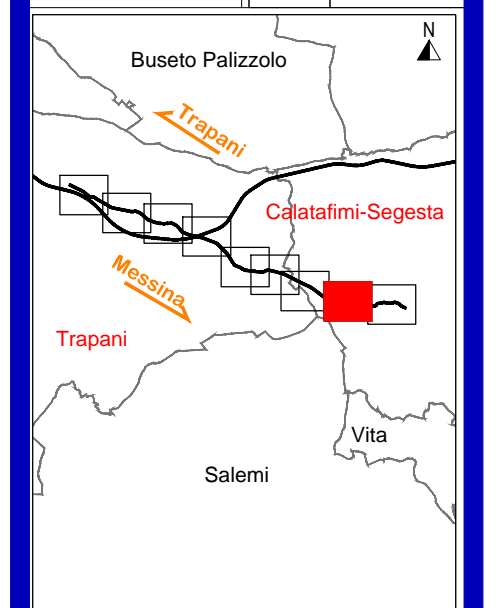 N
Buseto Palizzolo
Trapani
Calatafimi-Segesta
Messina
Trapani
Vita
Salemi